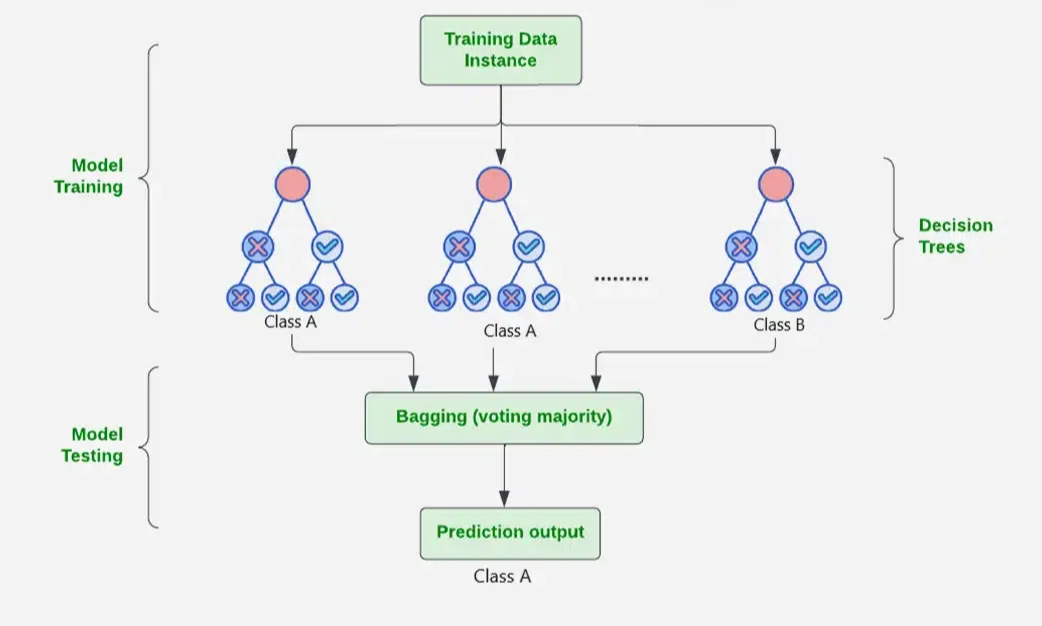 Training Data
Instance
Model
Training
Decision
Trees
.........
Class A
Class A
Class B
Bagging (voting majority)
Model
Testing
Prediction output
Class A